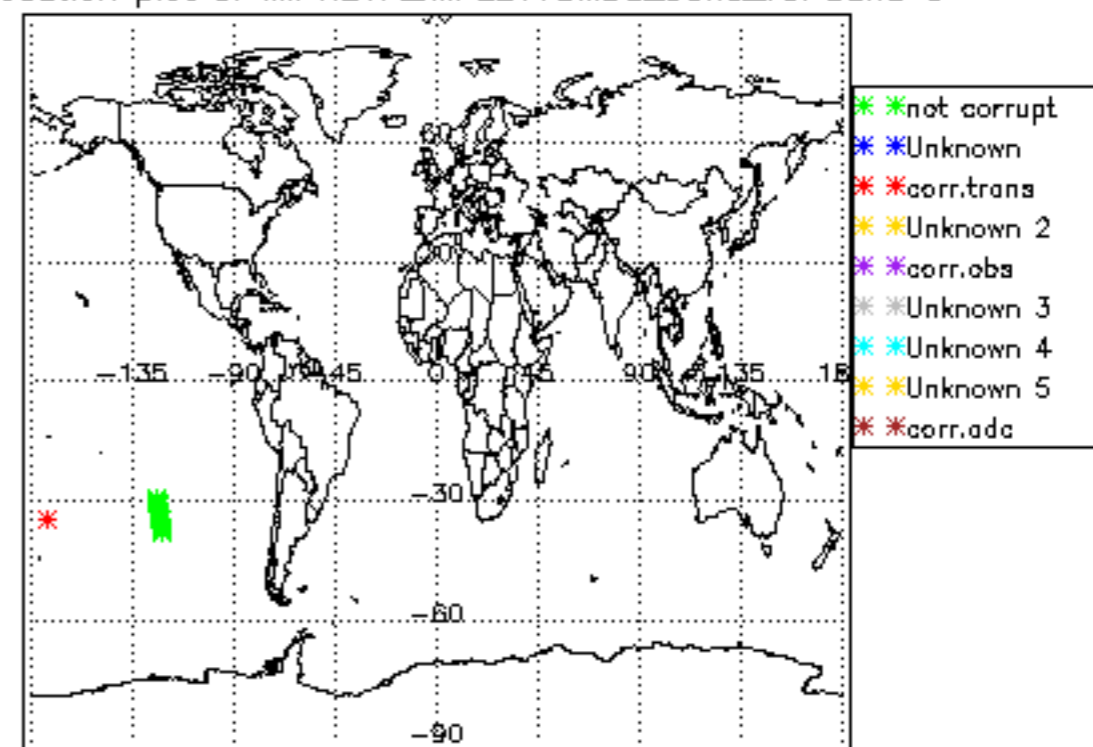 not corrupt
Unknown
corr.trans
Unknown 2
corr.obs
Unknown 3
Unknown 4
Unknown 5
corr.adc
60
-135 -90 45 0 45 90 135
-30
-60
-90